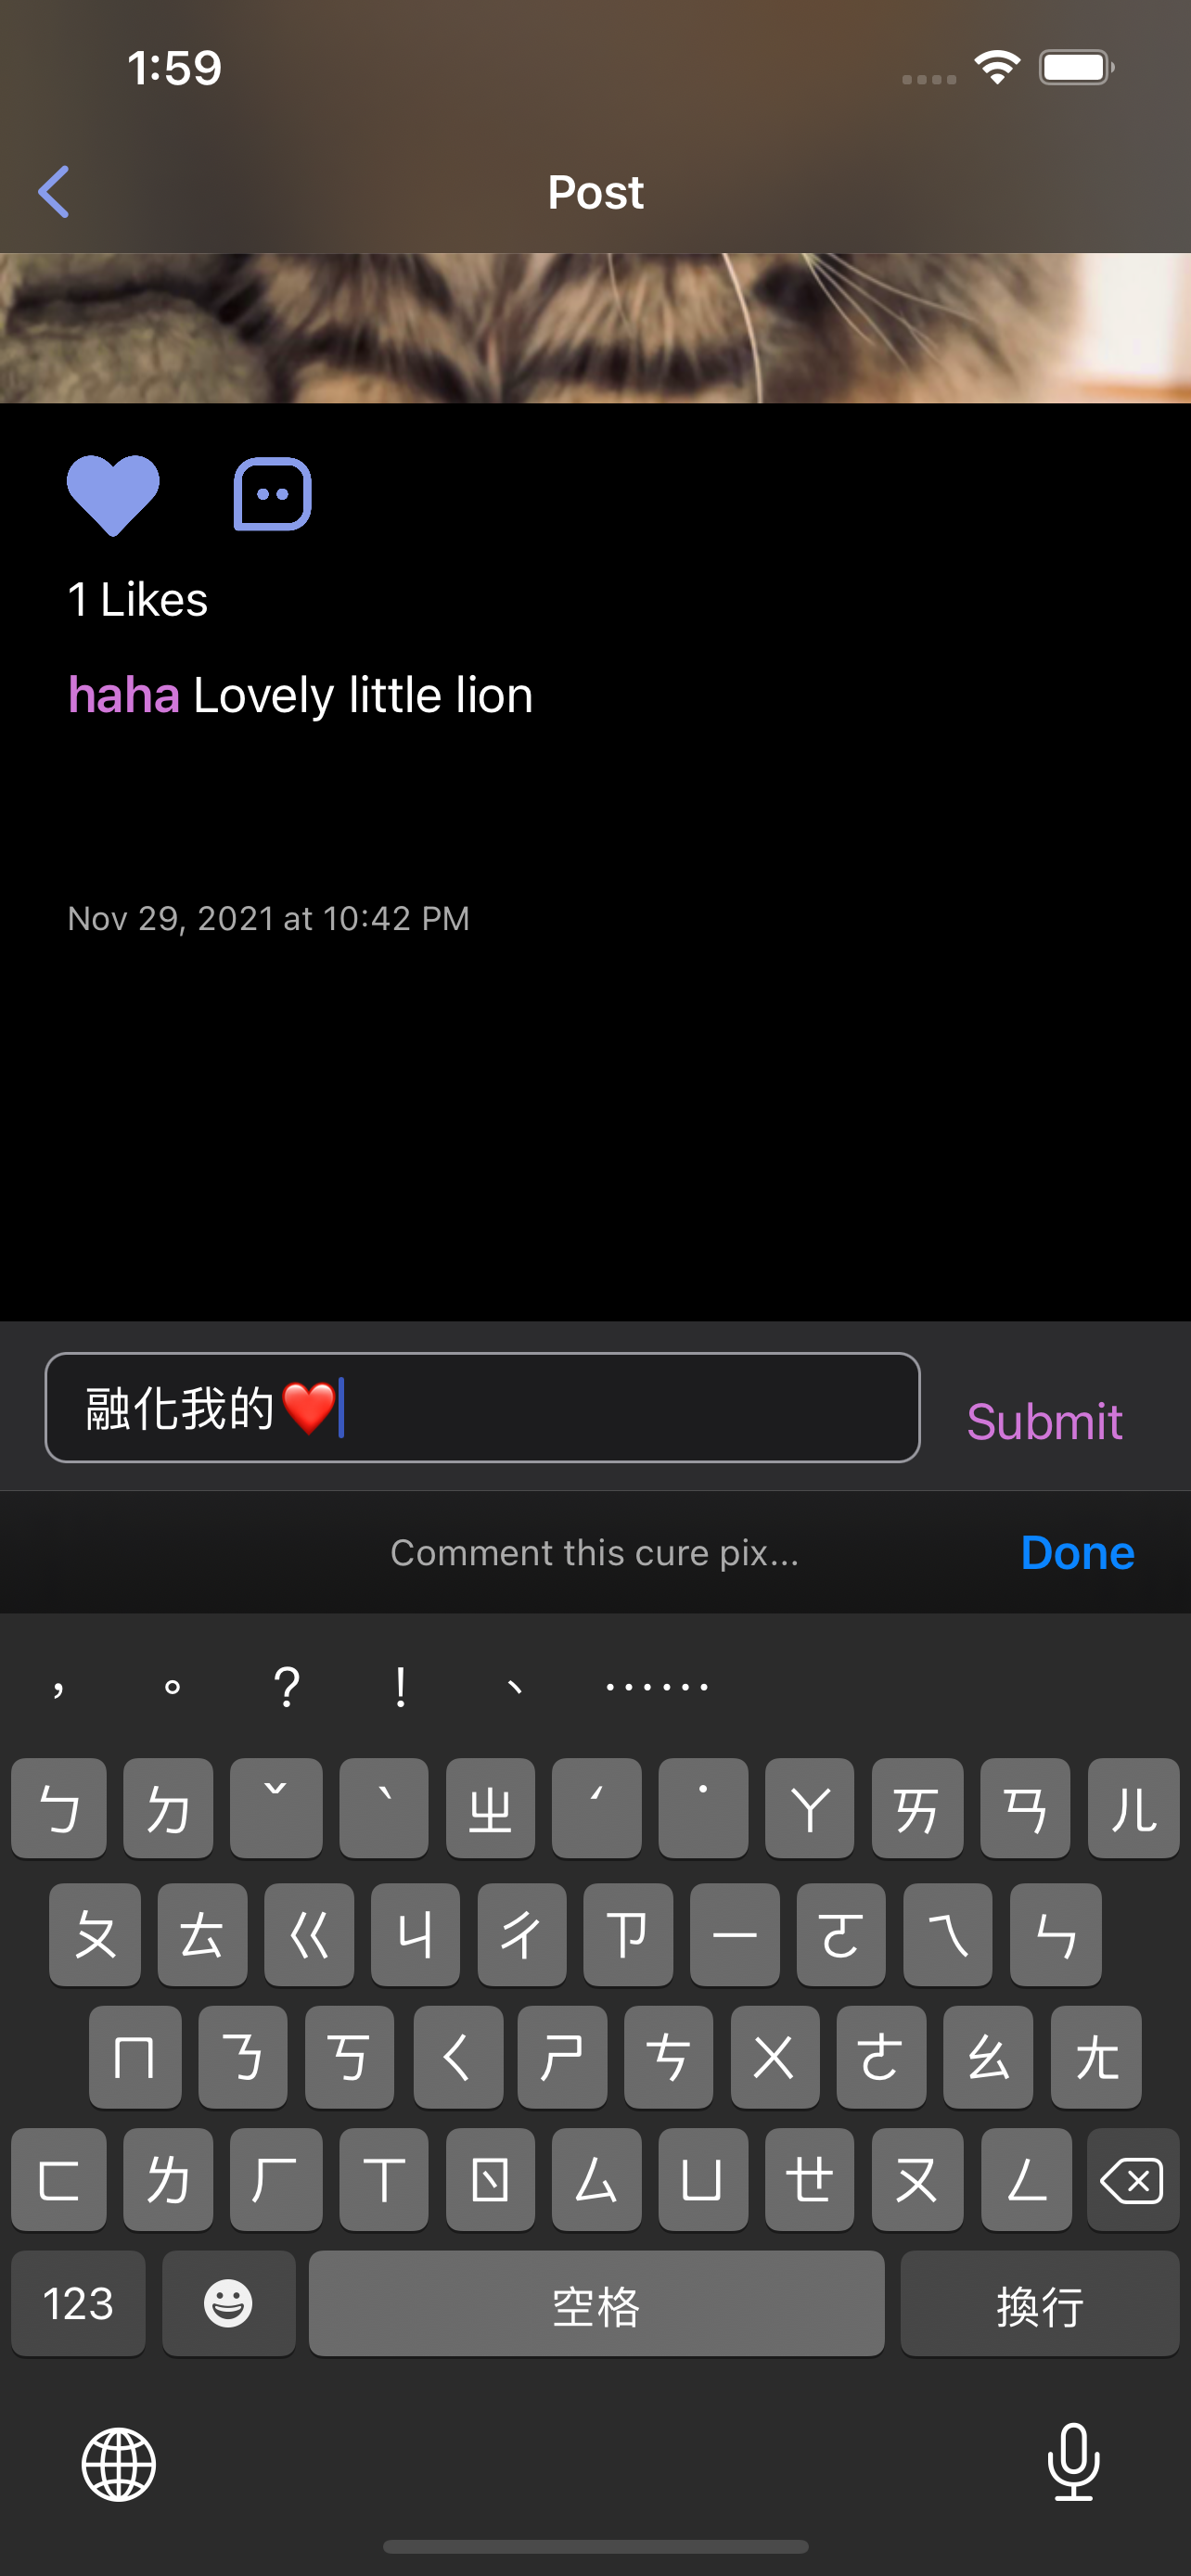 1:59
Post
1 Likes
haha Lovely little lion
Nov 29, 2021 at 10:42 PM
融化我的❤️
Submit
Comment this cure pix...
Done
， 。 ? ! 、 ……
ㄅ ㄉ ˇ ˋ ㄓ ˊ ˙ ㄚ ㄞ ㄢ ㄦ
ㄆ ㄊ ㄍ ㄐ ㄔ ㄗ ㄧ ㄛ ㄟ ㄣ
ㄇ ㄋ ㄎ ㄑ ㄕ ㄘ ㄨ ㄜ ㄠ ㄤ
ㄈ ㄌ ㄏ ㄒ ㄖ ㄙ ㄩ ㄝ ㄡ ㄥ
123 空格 換行